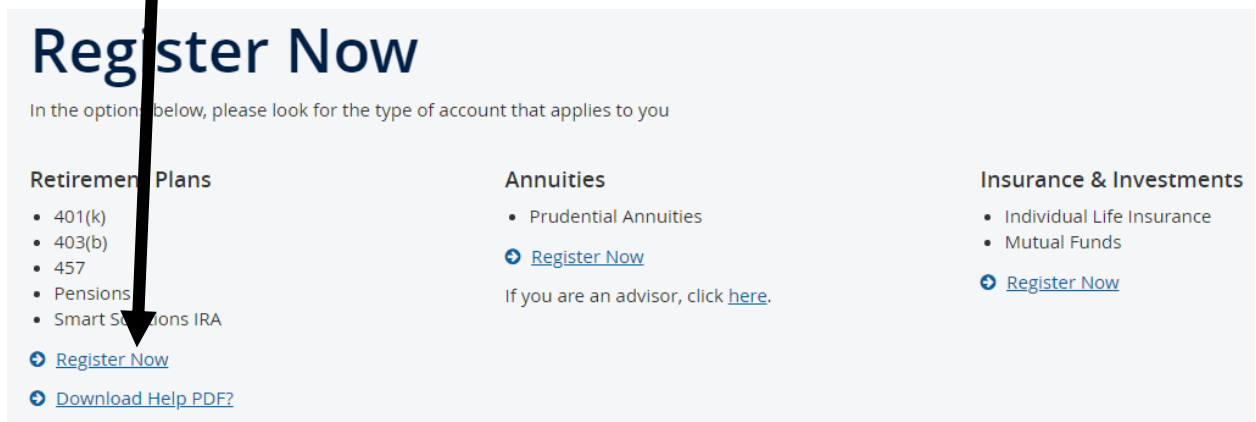 Register Now
In the options below, please look for the type of account that applies to you
Retirement Plans
• 401(k)
• 403(b)
• 457
• Pensions
• Smart Solutions IRA
Register Now
Download Help PDF?
Annuities
• Prudential Annuities
Register Now
If you are an advisor, click here.
Insurance & Investments
• Individual Life Insurance
• Mutual Funds
Register Now